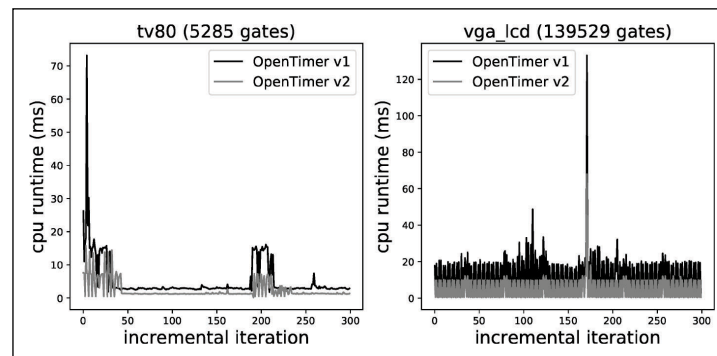 tv80 (5285 gates)
OpenTimer v1
OpenTimer v2
cpu runtime (ms)
70
60
50
40
30
20
10
0
0 50 100 150 200 250 300
incremental iteration
vga_lcd (139529 gates)
OpenTimer v1
OpenTimer v2
cpu runtime (ms)
120
100
80
60
40
20
0
0 50 100 150 200 250 300
incremental iteration